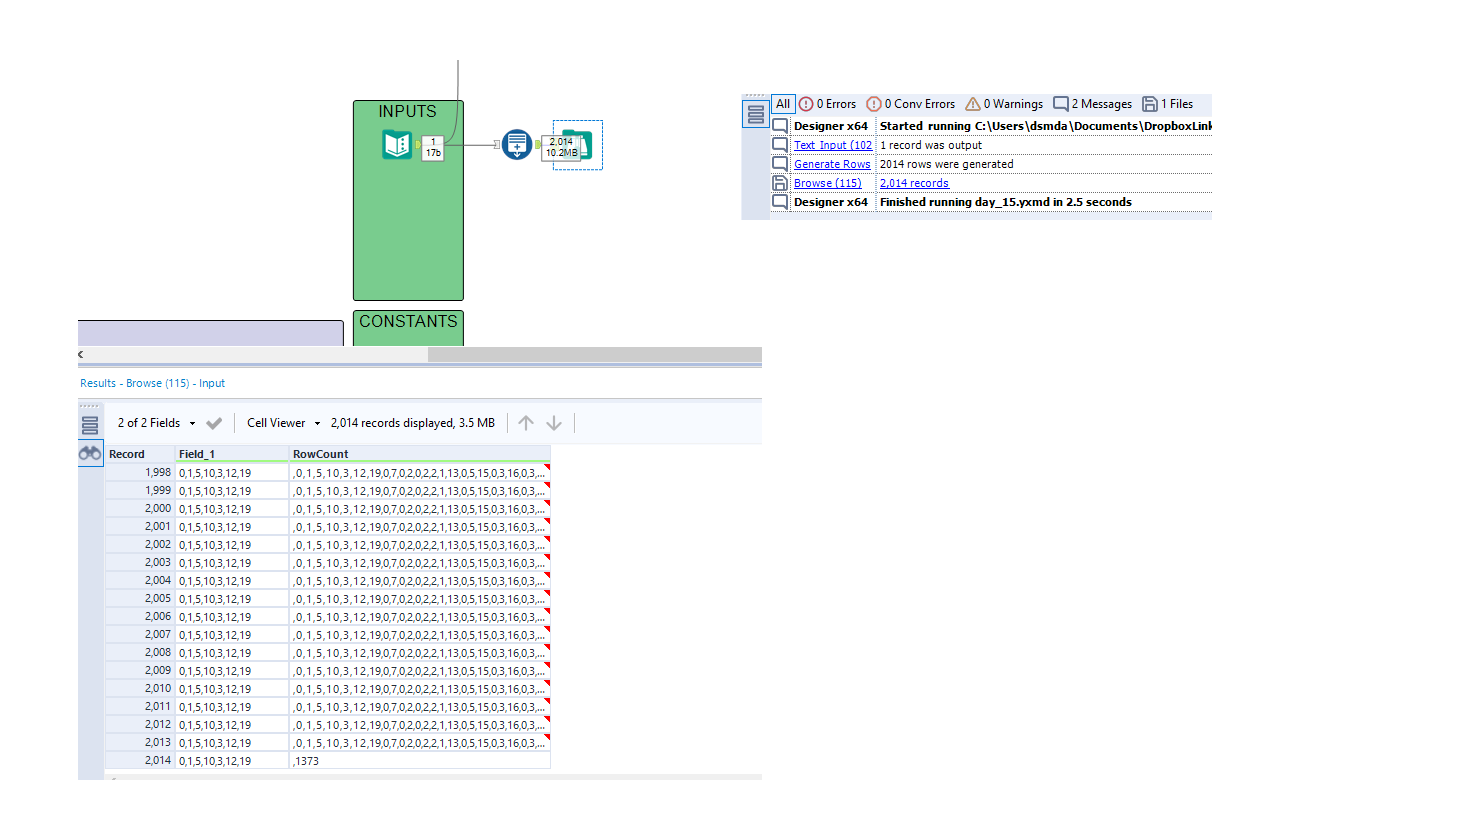 INPUTS
1
17b
2,014
10.2MB
CONSTANTS
All 0 Errors 0 Conv Errors 0 Warnings 2 Messages 1 Files
Designer x64 Started running C:\Users\dsmda\Documents\DropboxLink
Text Input (102 1 record was output
Generate Rows 2014 rows were generated
Browse (115) 2,014 records
Designer x64 Finished running day_15.yxmd in 2.5 seconds
Results - Browse (115) - Input
2 of 2 Fields Cell Viewer 2,014 records displayed, 3.5 MB
Record Field_1 RowCount
1,998 0,1,5,10,3,12,19 ,0,1,5,10,3,12,19,0,7,0,2,0,2,2,1,13,0,5,15,0,3,16,0,3,...
1,999 0,1,5,10,3,12,19 ,0,1,5,10,3,12,19,0,7,0,2,0,2,2,1,13,0,5,15,0,3,16,0,3,...
2,000 0,1,5,10,3,12,19 ,0,1,5,10,3,12,19,0,7,0,2,0,2,2,1,13,0,5,15,0,3,16,0,3,...
2,001 0,1,5,10,3,12,19 ,0,1,5,10,3,12,19,0,7,0,2,0,2,2,1,13,0,5,15,0,3,16,0,3,...
2,002 0,1,5,10,3,12,19 ,0,1,5,10,3,12,19,0,7,0,2,0,2,2,1,13,0,5,15,0,3,16,0,3,...
2,003 0,1,5,10,3,12,19 ,0,1,5,10,3,12,19,0,7,0,2,0,2,2,1,13,0,5,15,0,3,16,0,3,...
2,004 0,1,5,10,3,12,19 ,0,1,5,10,3,12,19,0,7,0,2,0,2,2,1,13,0,5,15,0,3,16,0,3,...
2,005 0,1,5,10,3,12,19 ,0,1,5,10,3,12,19,0,7,0,2,0,2,2,1,13,0,5,15,0,3,16,0,3,...
2,006 0,1,5,10,3,12,19 ,0,1,5,10,3,12,19,0,7,0,2,0,2,2,1,13,0,5,15,0,3,16,0,3,...
2,007 0,1,5,10,3,12,19 ,0,1,5,10,3,12,19,0,7,0,2,0,2,2,1,13,0,5,15,0,3,16,0,3,...
2,008 0,1,5,10,3,12,19 ,0,1,5,10,3,12,19,0,7,0,2,0,2,2,1,13,0,5,15,0,3,16,0,3,...
2,009 0,1,5,10,3,12,19 ,0,1,5,10,3,12,19,0,7,0,2,0,2,2,1,13,0,5,15,0,3,16,0,3,...
2,010 0,1,5,10,3,12,19 ,0,1,5,10,3,12,19,0,7,0,2,0,2,2,1,13,0,5,15,0,3,16,0,3,...
2,011 0,1,5,10,3,12,19 ,0,1,5,10,3,12,19,0,7,0,2,0,2,2,1,13,0,5,15,0,3,16,0,3,...
2,012 0,1,5,10,3,12,19 ,0,1,5,10,3,12,19,0,7,0,2,0,2,2,1,13,0,5,15,0,3,16,0,3,...
2,013 0,1,5,10,3,12,19 ,0,1,5,10,3,12,19,0,7,0,2,0,2,2,1,13,0,5,15,0,3,16,0,3,...
2,014 0,1,5,10,3,12,19 ,1373